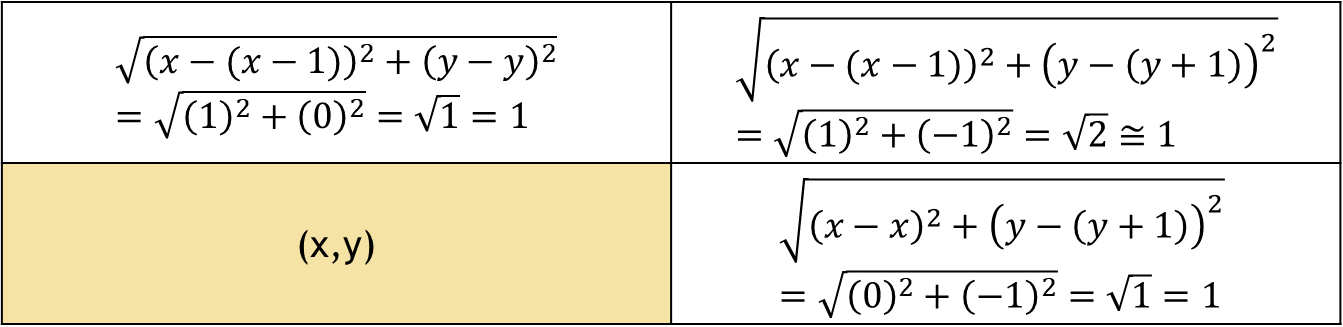 √(x − (x − 1))² + (y − y)²
= √(1)² + (0)² = √1 = 1
√(x − (x − 1))² + (y − (y + 1))²
= √(1)² + (−1)² = √2 ≅ 1
(x,y)
√(x − x)² + (y − (y + 1))²
= √(0)² + (−1)² = √1 = 1